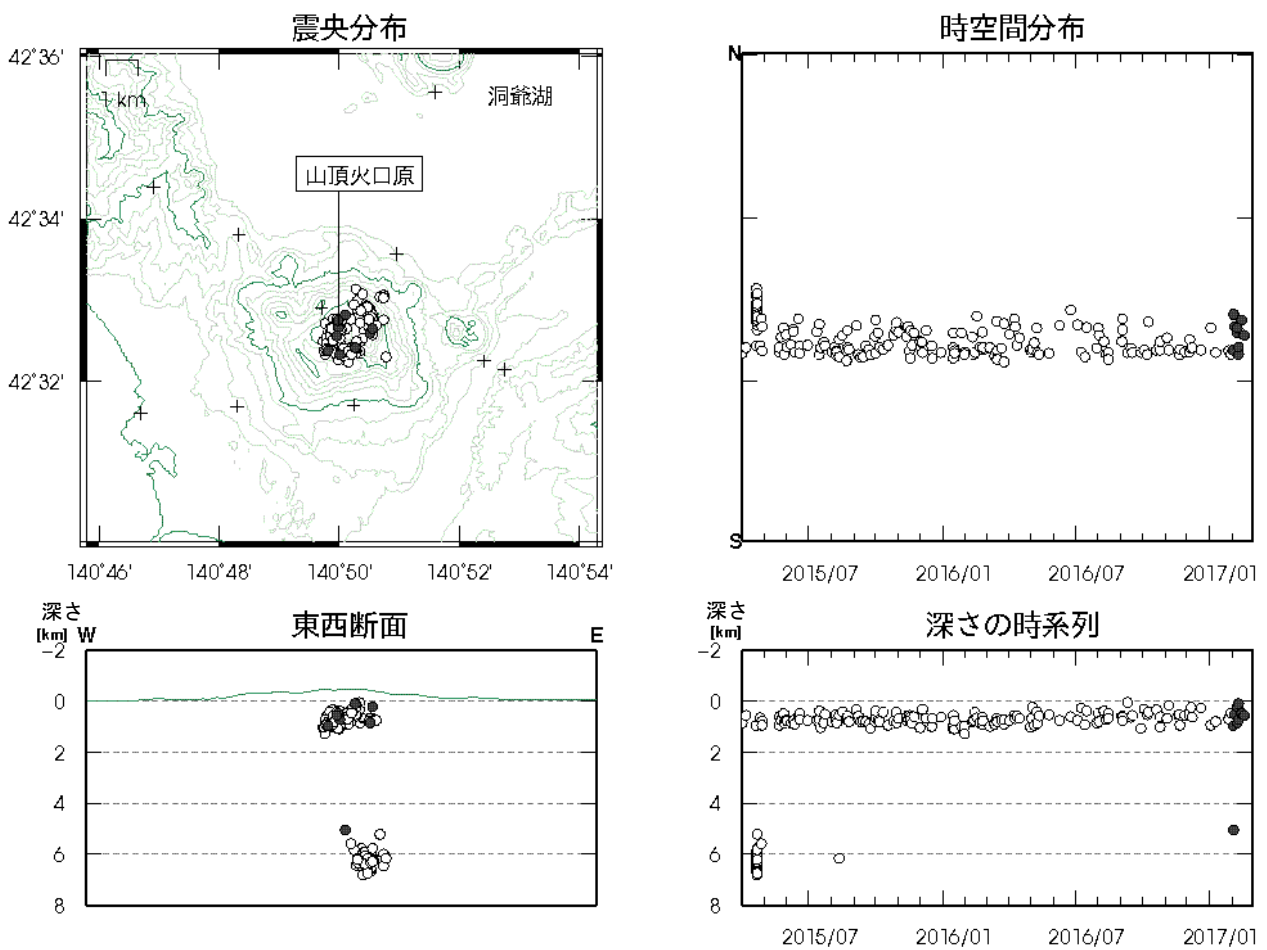 震央分布
42°36'
42°34'
42°32'
1 km
洞爺湖
山頂火口原
140°46'
140°48'
140°50'
140°52'
140°54'
時空間分布
N
S
2015/07
2016/01
2016/07
2017/01
東西断面
深さ
[km]
W
E
-2
0
2
4
6
8
深さの時系列
深さ
[km]
-2
0
2
4
6
8
2015/07
2016/01
2016/07
2017/01